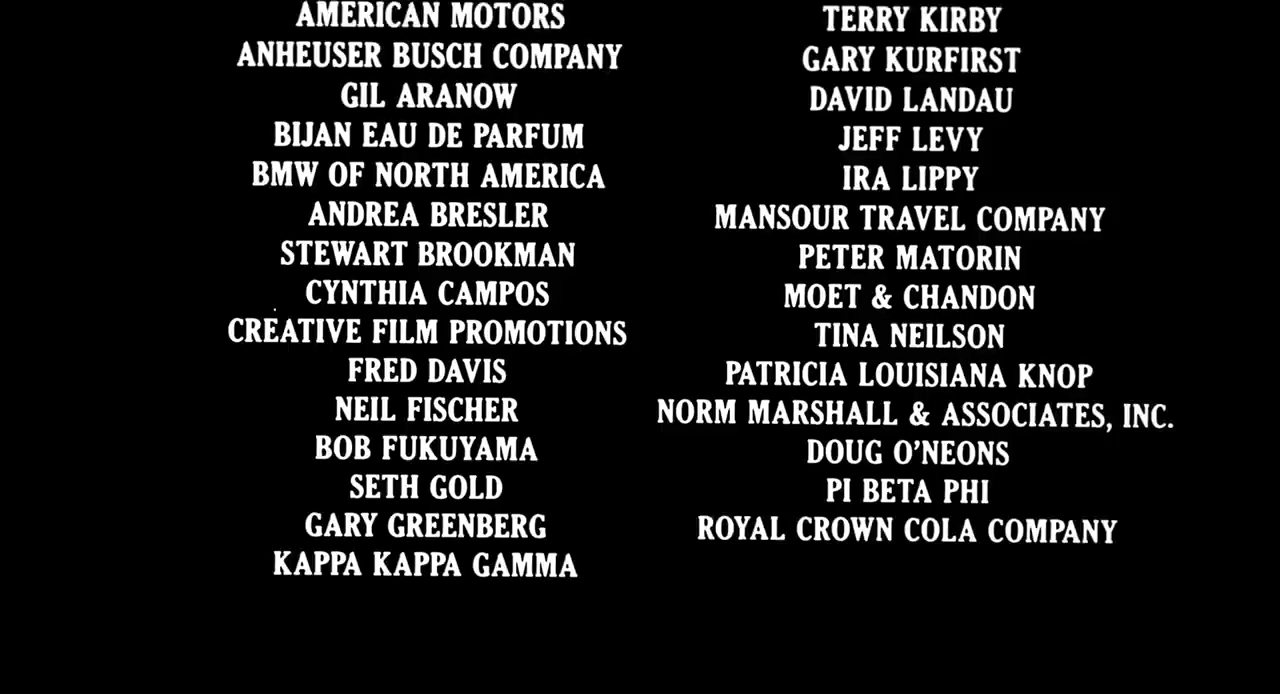 AMERICAN MOTORS
ANHEUSER BUSCH COMPANY
GIL ARANOW
BIJAN EAU DE PARFUM
BMW OF NORTH AMERICA
ANDREA BRESLER
STEWART BROOKMAN
CYNTHIA CAMPOS
CREATIVE FILM PROMOTIONS
FRED DAVIS
NEIL FISCHER
BOB FUKUYAMA
SETH GOLD
GARY GREENBERG
KAPPA KAPPA GAMMA
TERRY KIRBY
GARY KURFIRST
DAVID LANDAU
JEFF LEVY
IRA LIPPY
MANSOUR TRAVEL COMPANY
PETER MATORIN
MOET & CHANDON
TINA NEILSON
PATRICIA LOUISIANA KNOP
NORM MARSHALL & ASSOCIATES, INC.
DOUG O'NEONS
PI BETA PHI
ROYAL CROWN COLA COMPANY